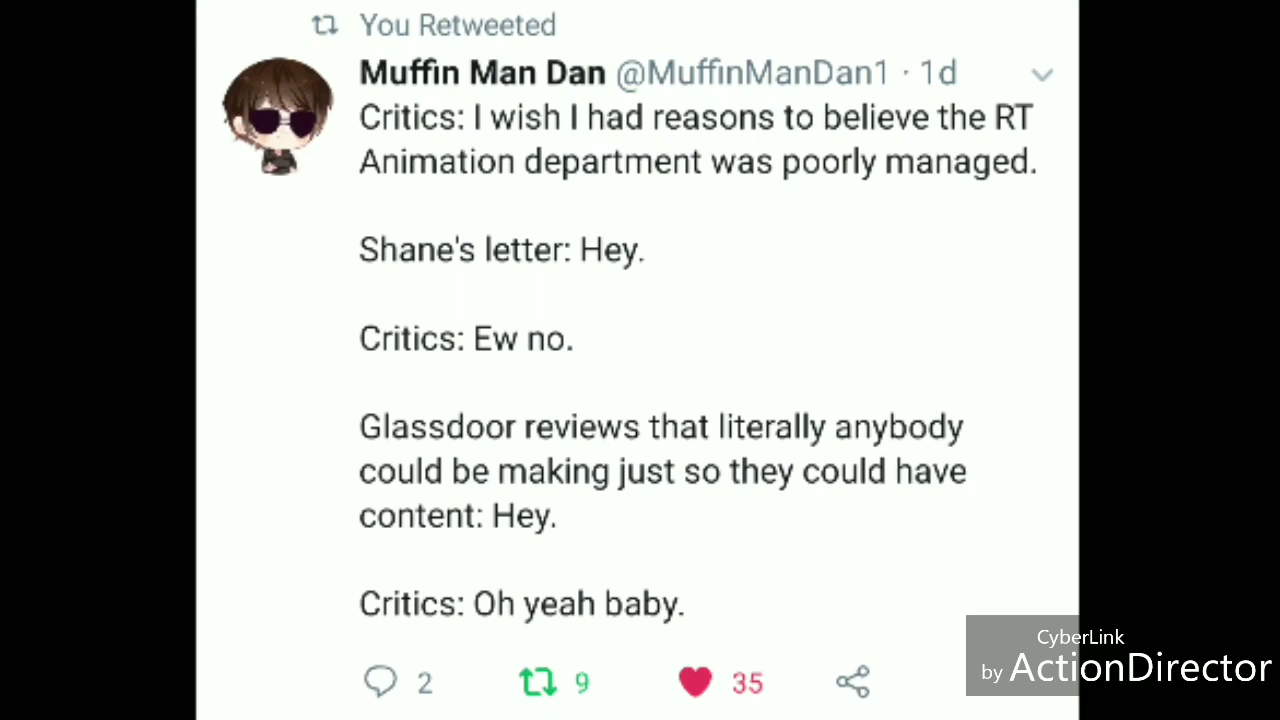 You Retweeted
Muffin Man Dan @MuffinManDan1 · 1d
Critics: I wish I had reasons to believe the RT
Animation department was poorly managed.
Shane's letter: Hey.
Critics: Ew no.
Glassdoor reviews that literally anybody
could be making just so they could have
content: Hey.
Critics: Oh yeah baby.
2 9 35
CyberLink
by ActionDirector